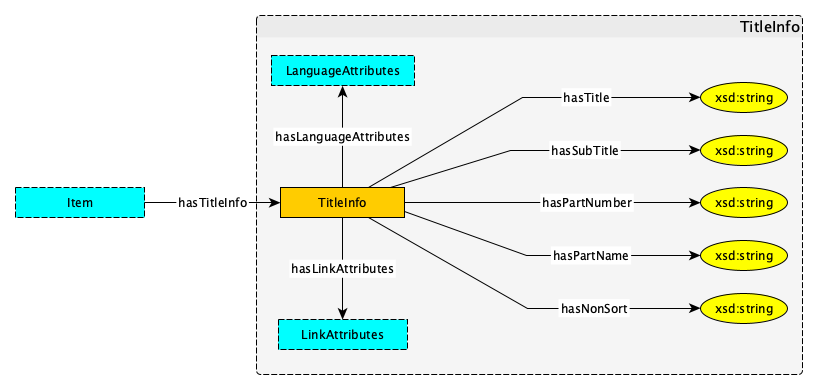 TitleInfo
LanguageAttributes
hasTitle
xsd:string
hasLanguageAttributes
hasSubTitle
xsd:string
Item
hasTitleInfo
TitleInfo
hasPartNumber
xsd:string
hasLinkAttributes
hasPartName
xsd:string
hasNonSort
xsd:string
LinkAttributes